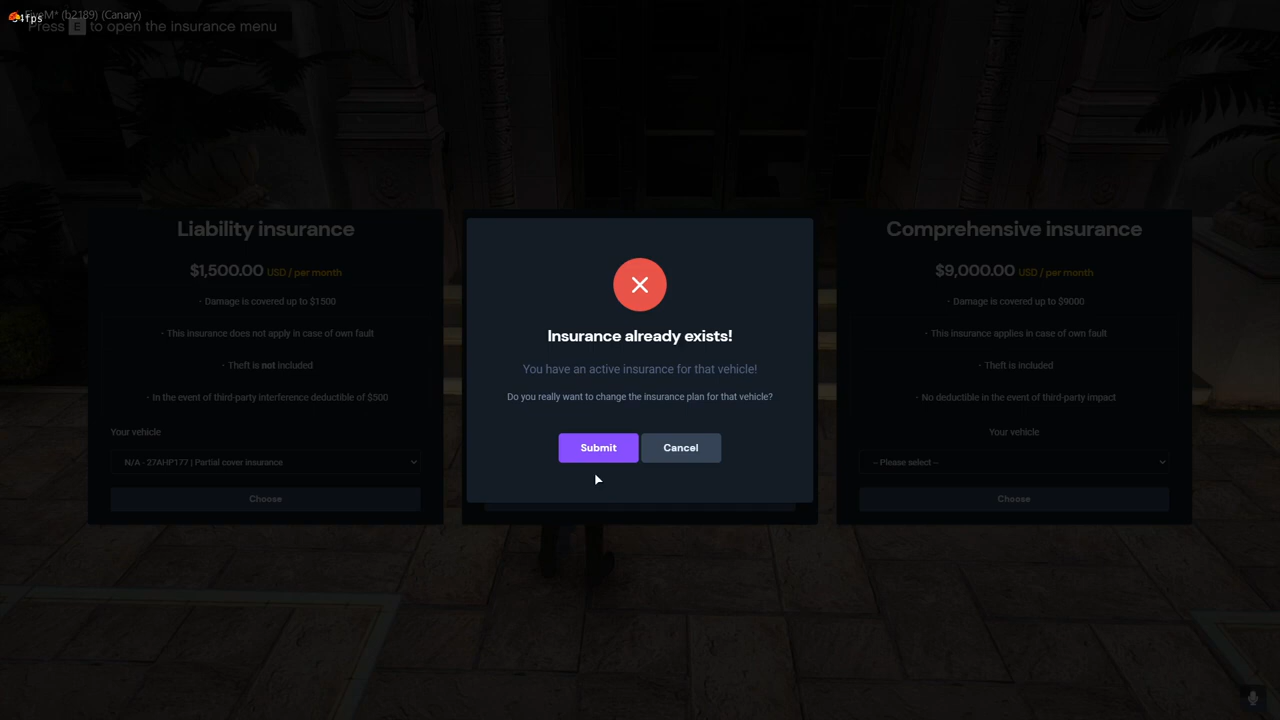 FiveM* (b2189) (Canary)
54fps
Press E to open the insurance menu
Liability insurance
$1,500.00 USD / per month
- Damage is covered up to $1500
- This insurance does not apply in case of own fault
- Theft is not included
- In the event of third-party interference deductible of $500
Your vehicle
N/A - 27AHP177 | Partial cover insurance
Choose
Insurance already exists!
You have an active insurance for that vehicle!
Do you really want to change the insurance plan for that vehicle?
Submit
Cancel
Comprehensive insurance
$9,000.00 USD / per month
- Damage is covered up to $9000
- This insurance applies in case of own fault
- Theft is included
- No deductible in the event of third-party impact
Your vehicle
-- Please select --
Choose